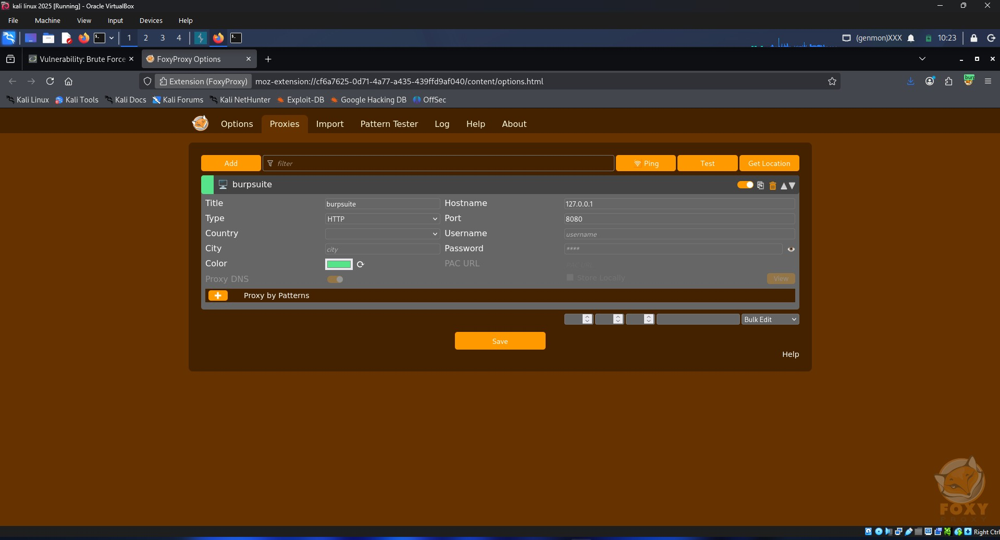 kali linux 2025 [Running] - Oracle VirtualBox
File Machine View Input Devices Help
1 2 3 4 (genmon)XXX 10:23
Vulnerability: Brute Force FoxyProxy Options
Extension (FoxyProxy) moz-extension://cf6a7625-0d71-4a77-a435-439ffd9af040/content/options.html
Kali Linux Kali Tools Kali Docs Kali Forums Kali NetHunter Exploit-DB Google Hacking DB OffSec
Options Proxies Import Pattern Tester Log Help About
Add filter Ping Test Get Location
burpsuite
Title burpsuite Hostname 127.0.0.1
Type HTTP Port 8080
Country Username username
City city Password ****
Color PAC URL
Proxy DNS Store Locally View
Proxy by Patterns
Bulk Edit
Save
Help
FOXY
PROXY
Right Ctrl